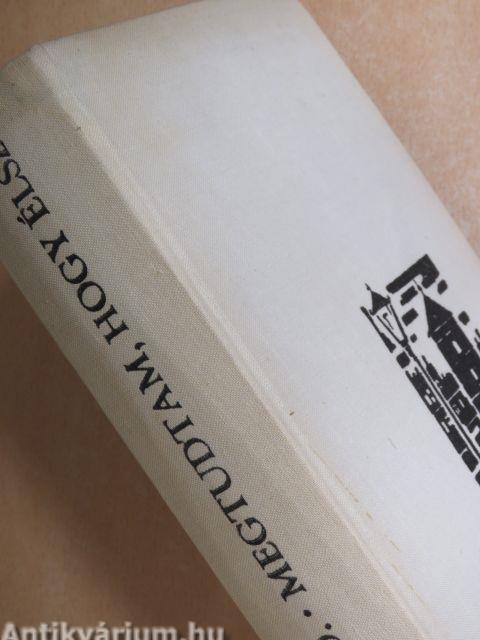 · MEGTUDTAM, HOGY ÉLSZ
Antikvárium.hu